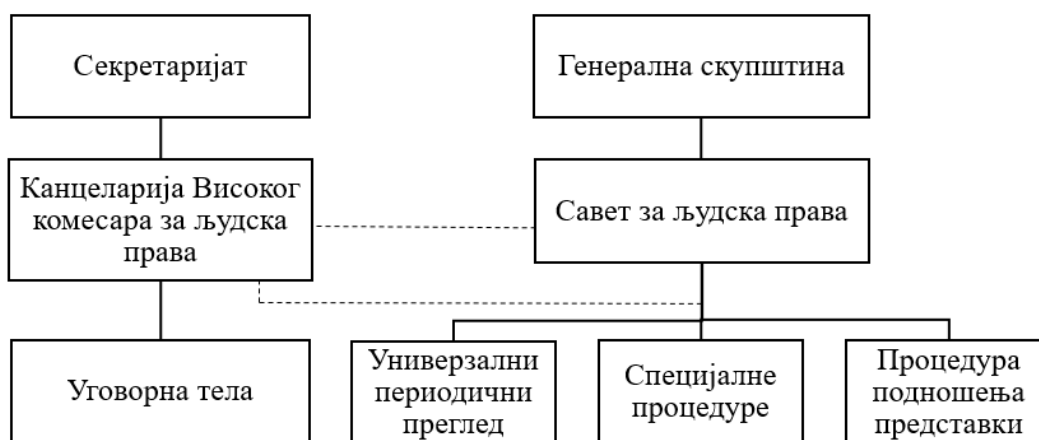 Секретаријат
Генерална скупштина
Канцеларија Високог
комесара за људска
права
Савет за људска права
Уговорна тела
Универзални
периодични
преглед
Специјалне
процедуре
Процедура
подношења
представки